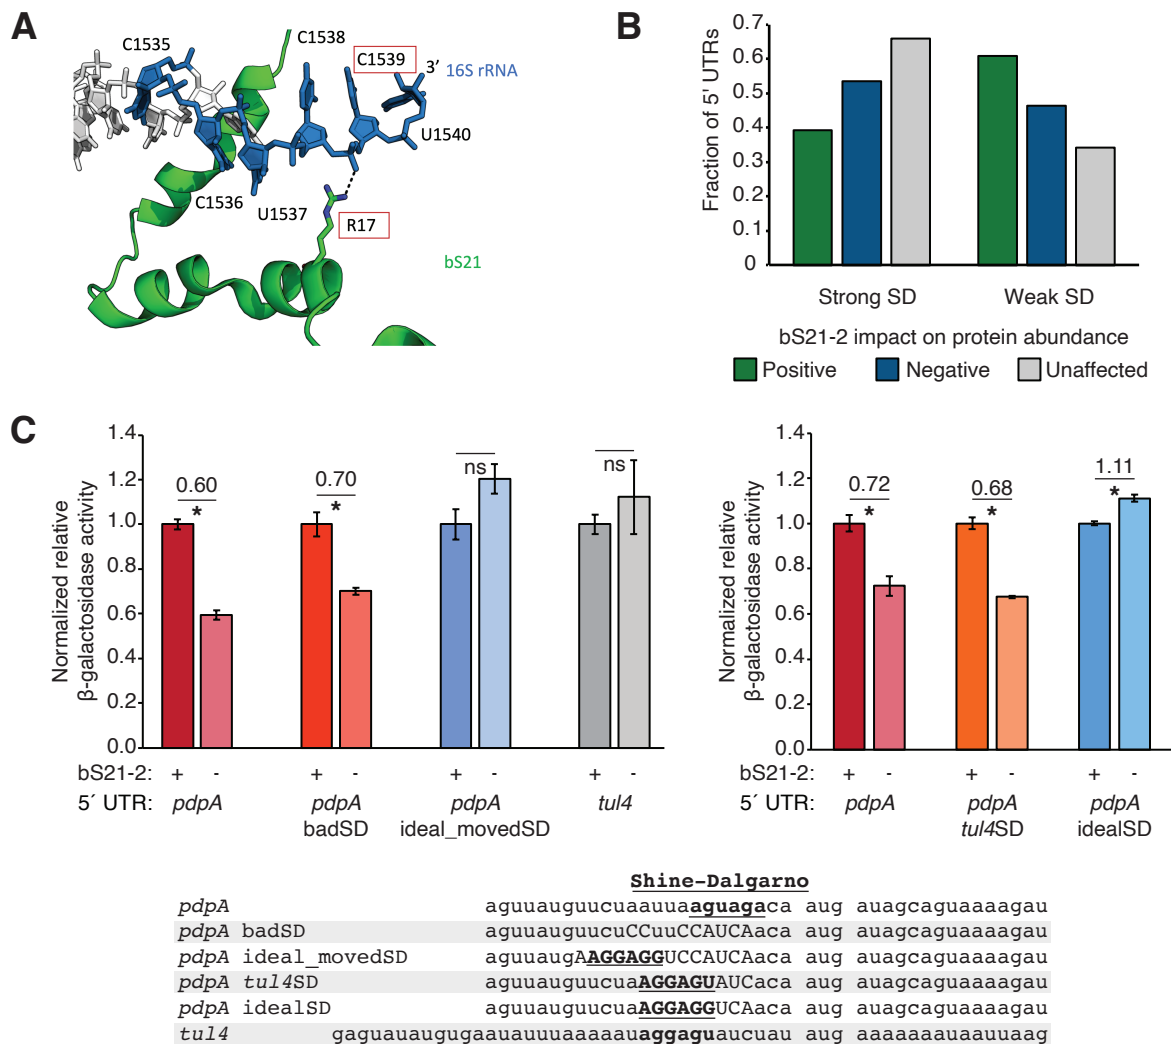 A
C1535
C1538
C1539
3’ 16S rRNA
U1540
C1536
U1537
R17
bS21
B
Fraction of 5' UTRs
0.7
0.6
0.5
0.4
0.3
0.2
0.1
0
Strong SD Weak SD
bS21-2 impact on protein abundance
Positive Negative Unaffected
C
Normalized relative
β-galactosidase activity
1.4
1.2
1.0
0.8
0.6
0.4
0.2
0.0
0.60
*
0.70
*
ns
ns
bS21-2: + - + - + - + -
5´ UTR: pdpA pdpA pdpA tul4
badSD ideal_movedSD
Normalized relative
β-galactosidase activity
1.4
1.2
1.0
0.8
0.6
0.4
0.2
0.0
0.72
*
0.68
*
1.11
*
bS21-2: + - + - + -
5´ UTR: pdpA pdpA pdpA
tul4SD idealSD
Shine-Dalgarno
pdpA aguuauguucuaauuaaguagaca aug auagcaguaaaagau
pdpA badSD aguuauguucuCCuuCCAUCAaca aug auagcaguaaaagau
pdpA ideal_movedSD aguuaugAAGGAGGUCCAUCAaca aug auagcaguaaaagau
pdpA tul4SD aguuauguucuaAGGAGUAUCAaca aug auagcaguaaaagau
pdpA idealSD aguuauguucuaAGGAGGUCAaca aug auagcaguaaaagau
tul4 gaguauaugugaauauuuaaaauaggaguaucuau aug aaaaaaauaauuaag